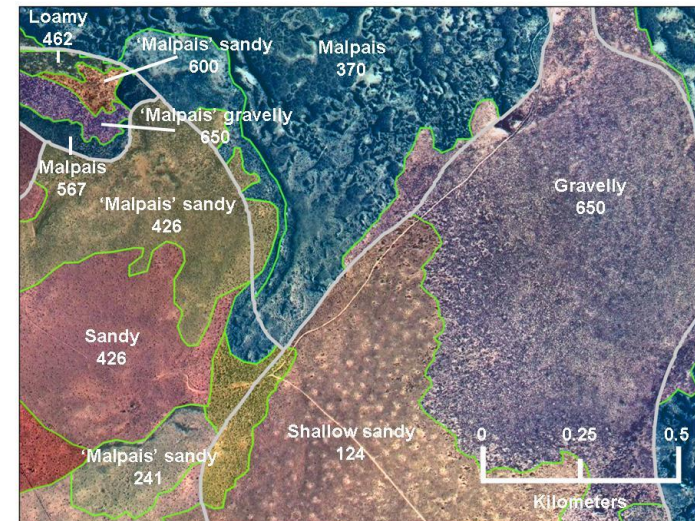 Loamy
462
‘Malpais’ sandy
600
Malpais
370
‘Malpais’ gravelly
650
Malpais
567
‘Malpais’ sandy
426
Gravelly
650
Sandy
426
Shallow sandy
124
‘Malpais’ sandy
241
0 0.25 0.5
Kilometers